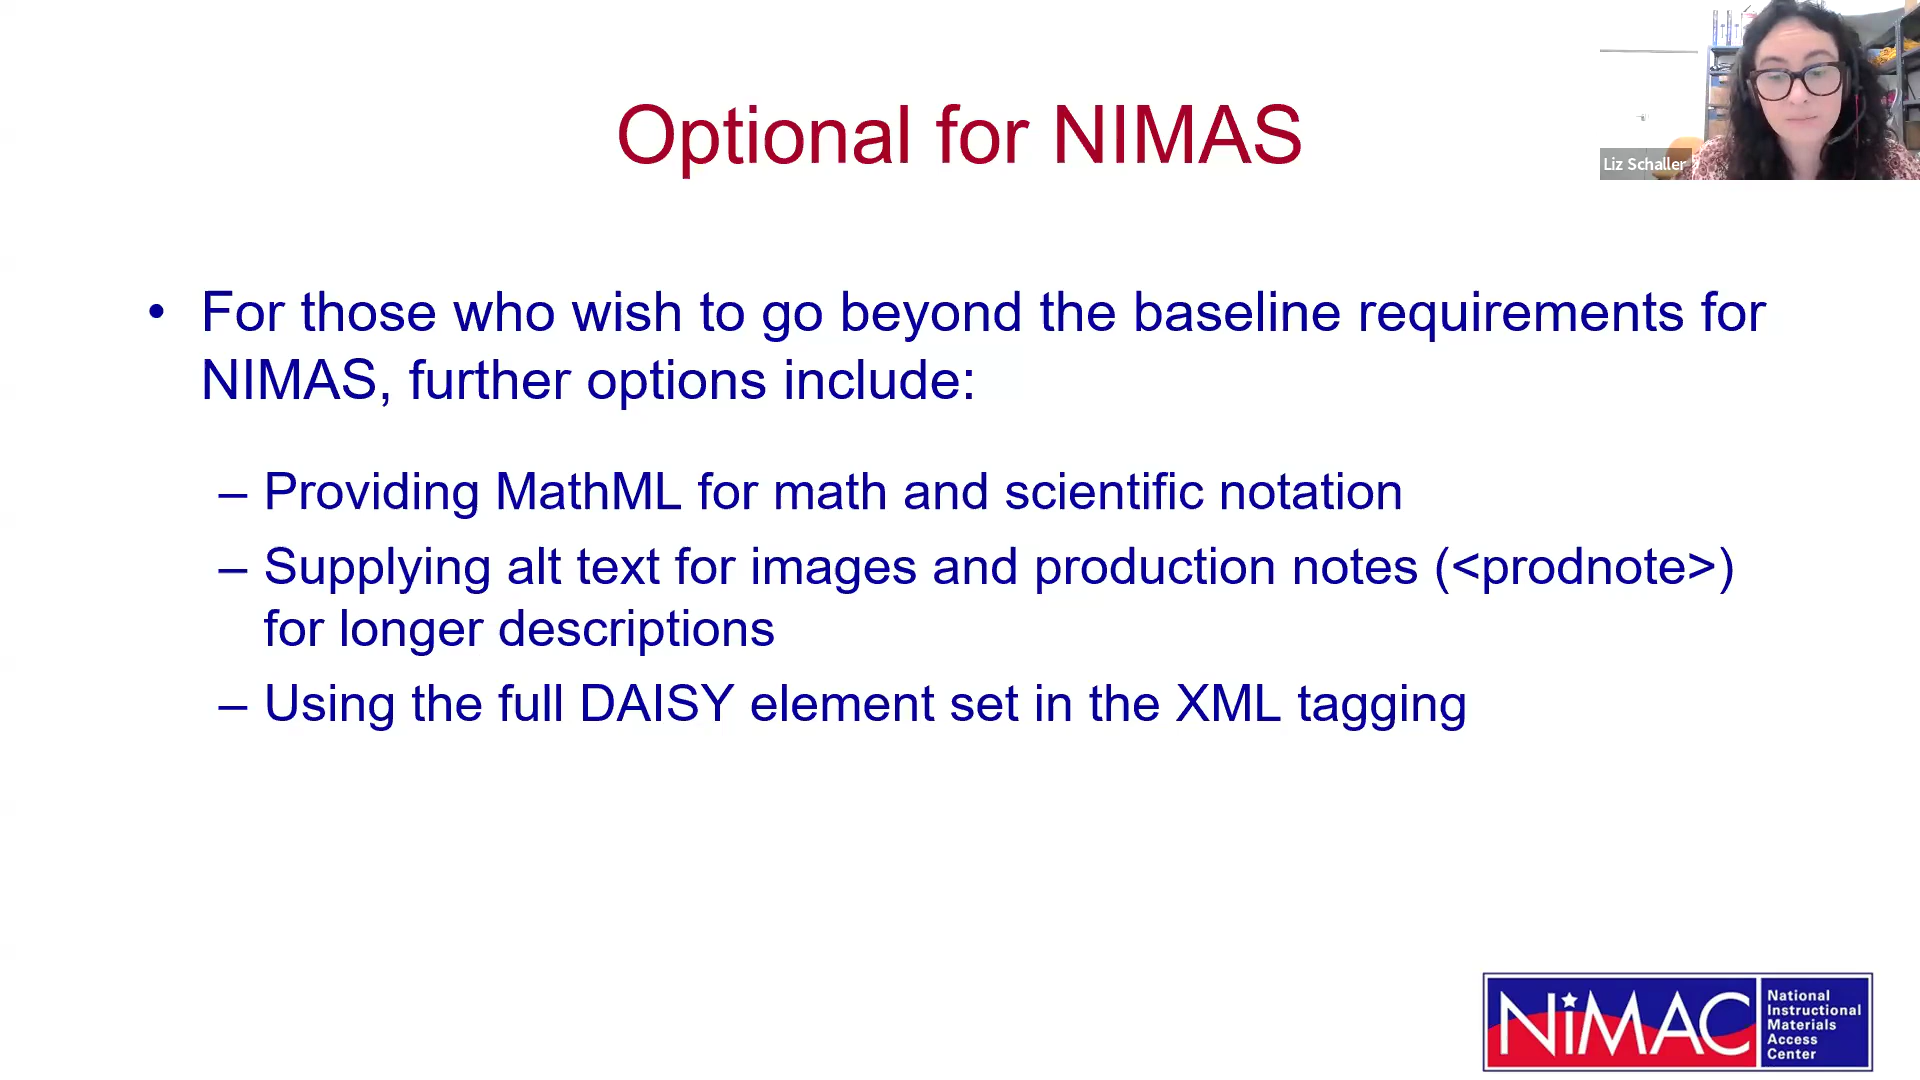 Optional for NIMAS
Liz Schaller
• For those who wish to go beyond the baseline requirements for
NIMAS, further options include:
– Providing MathML for math and scientific notation
– Supplying alt text for images and production notes (<prodnote>)
for longer descriptions
– Using the full DAISY element set in the XML tagging
NiMAC
National
Instructional
Materials
Access
Center